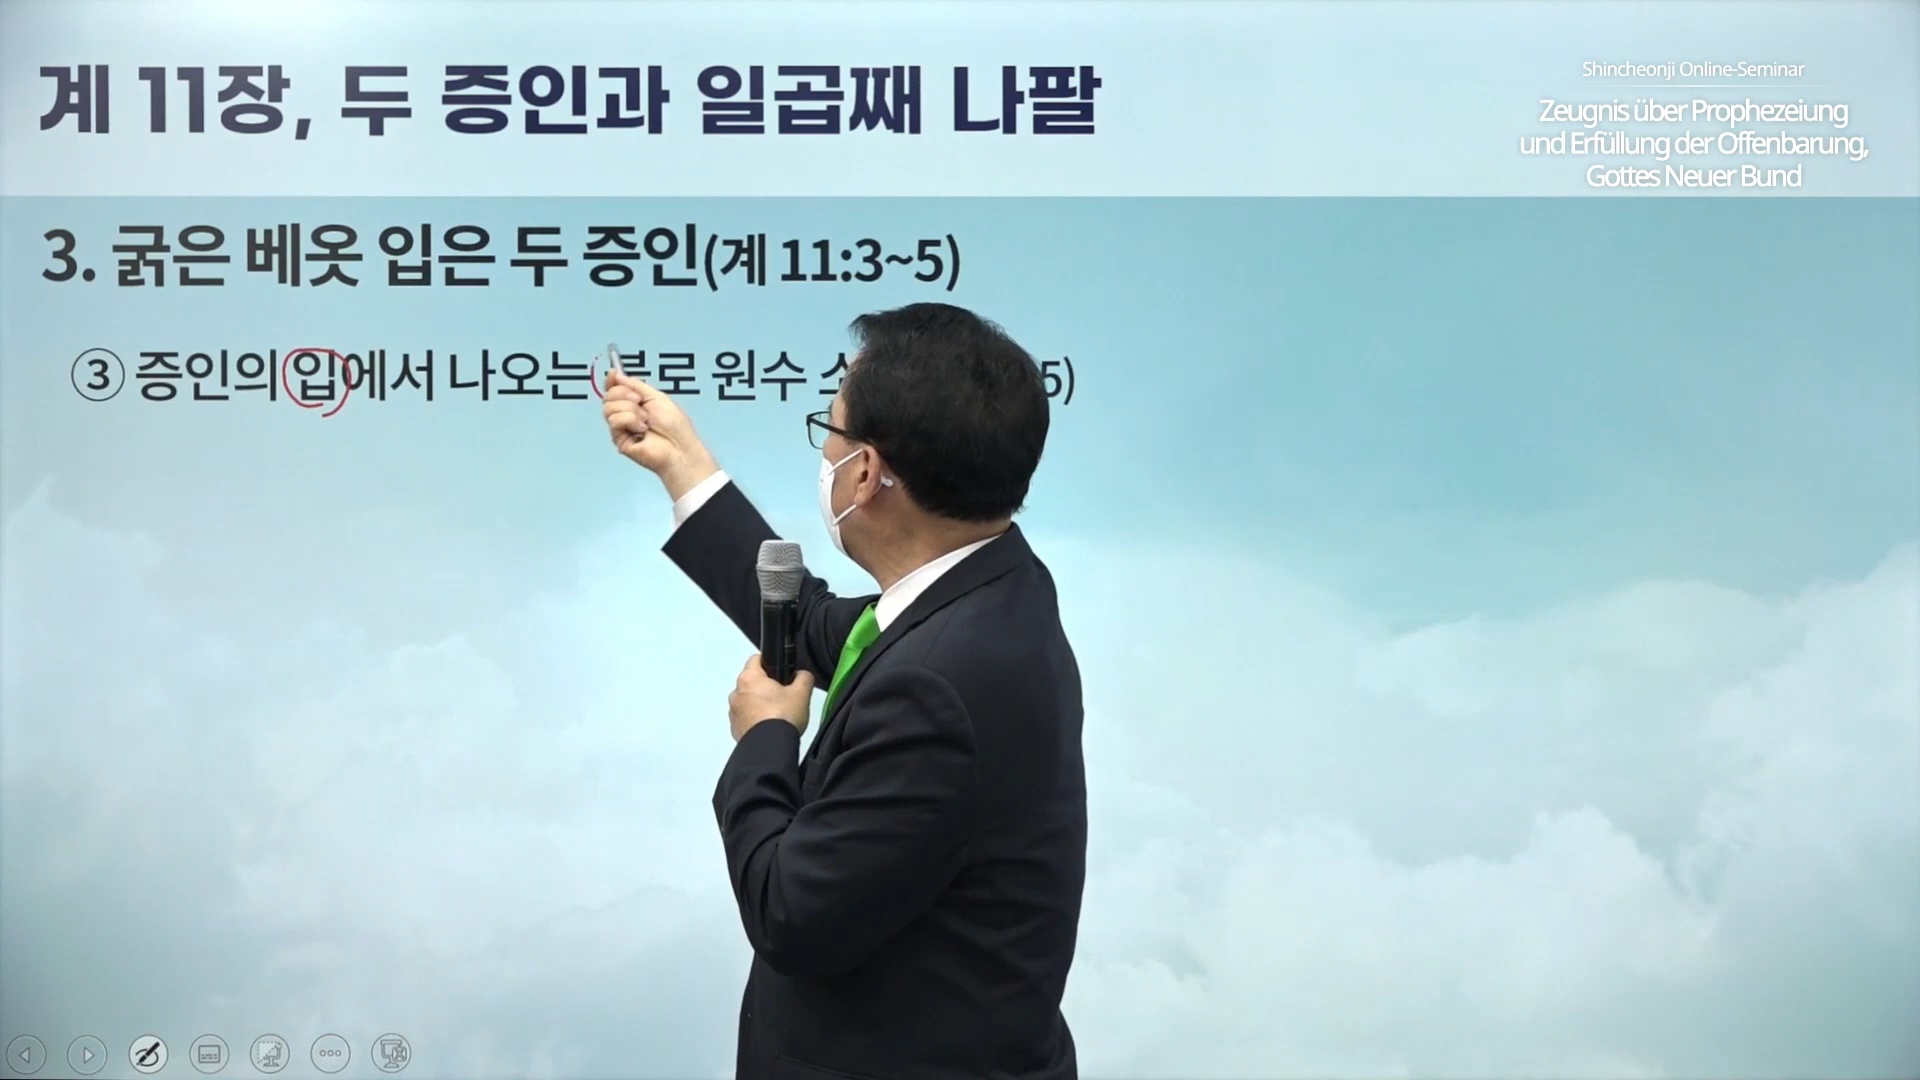 계 11장, 두 증인과 일곱째 나팔
Shincheonji Online-Seminar
Zeugnis über Prophezeiung
und Erfüllung der Offenbarung,
Gottes Neuer Bund
3. 굵은 베옷 입은 두 증인(계 11:3~5)
③ 증인의 입에서 나오는 불로 원수 5)